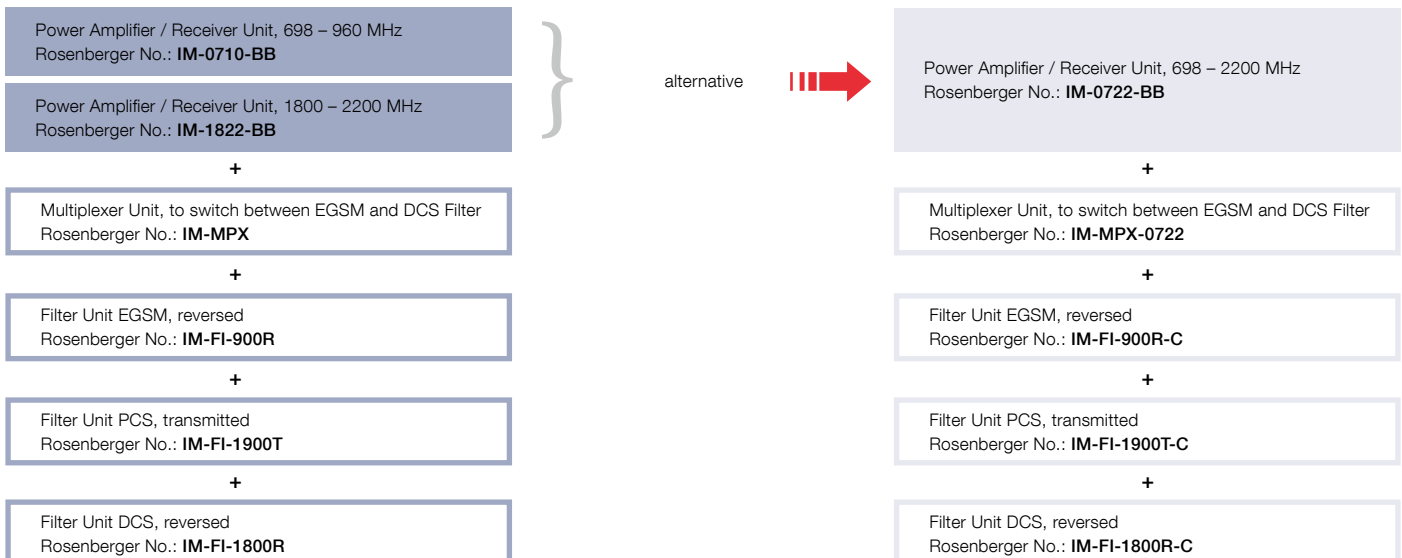 Power Amplifier / Receiver Unit, 698 – 960 MHz
Rosenberger No.: IM-0710-BB
Power Amplifier / Receiver Unit, 1800 – 2200 MHz
Rosenberger No.: IM-1822-BB
+
Multiplexer Unit, to switch between EGSM and DCS Filter
Rosenberger No.: IM-MPX
+
Filter Unit EGSM, reversed
Rosenberger No.: IM-FI-900R
+
Filter Unit PCS, transmitted
Rosenberger No.: IM-FI-1900T
+
Filter Unit DCS, reversed
Rosenberger No.: IM-FI-1800R
alternative
Power Amplifier / Receiver Unit, 698 – 2200 MHz
Rosenberger No.: IM-0722-BB
+
Multiplexer Unit, to switch between EGSM and DCS Filter
Rosenberger No.: IM-MPX-0722
+
Filter Unit EGSM, reversed
Rosenberger No.: IM-FI-900R-C
+
Filter Unit PCS, transmitted
Rosenberger No.: IM-FI-1900T-C
+
Filter Unit DCS, reversed
Rosenberger No.: IM-FI-1800R-C